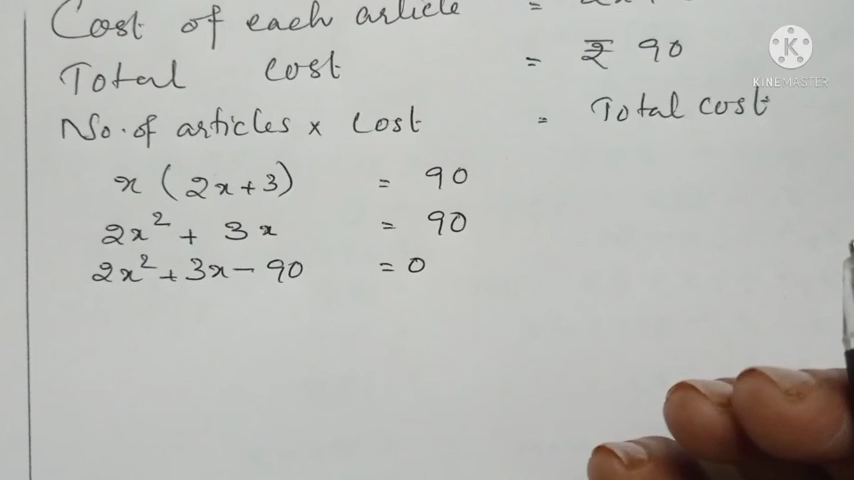 Cost of each article =
Total cost = ₹ 90
No. of articles x Cost = Total cost
x (2x + 3) = 90
2x² + 3x = 90
2x² + 3x - 90 = 0
KINEMASTER